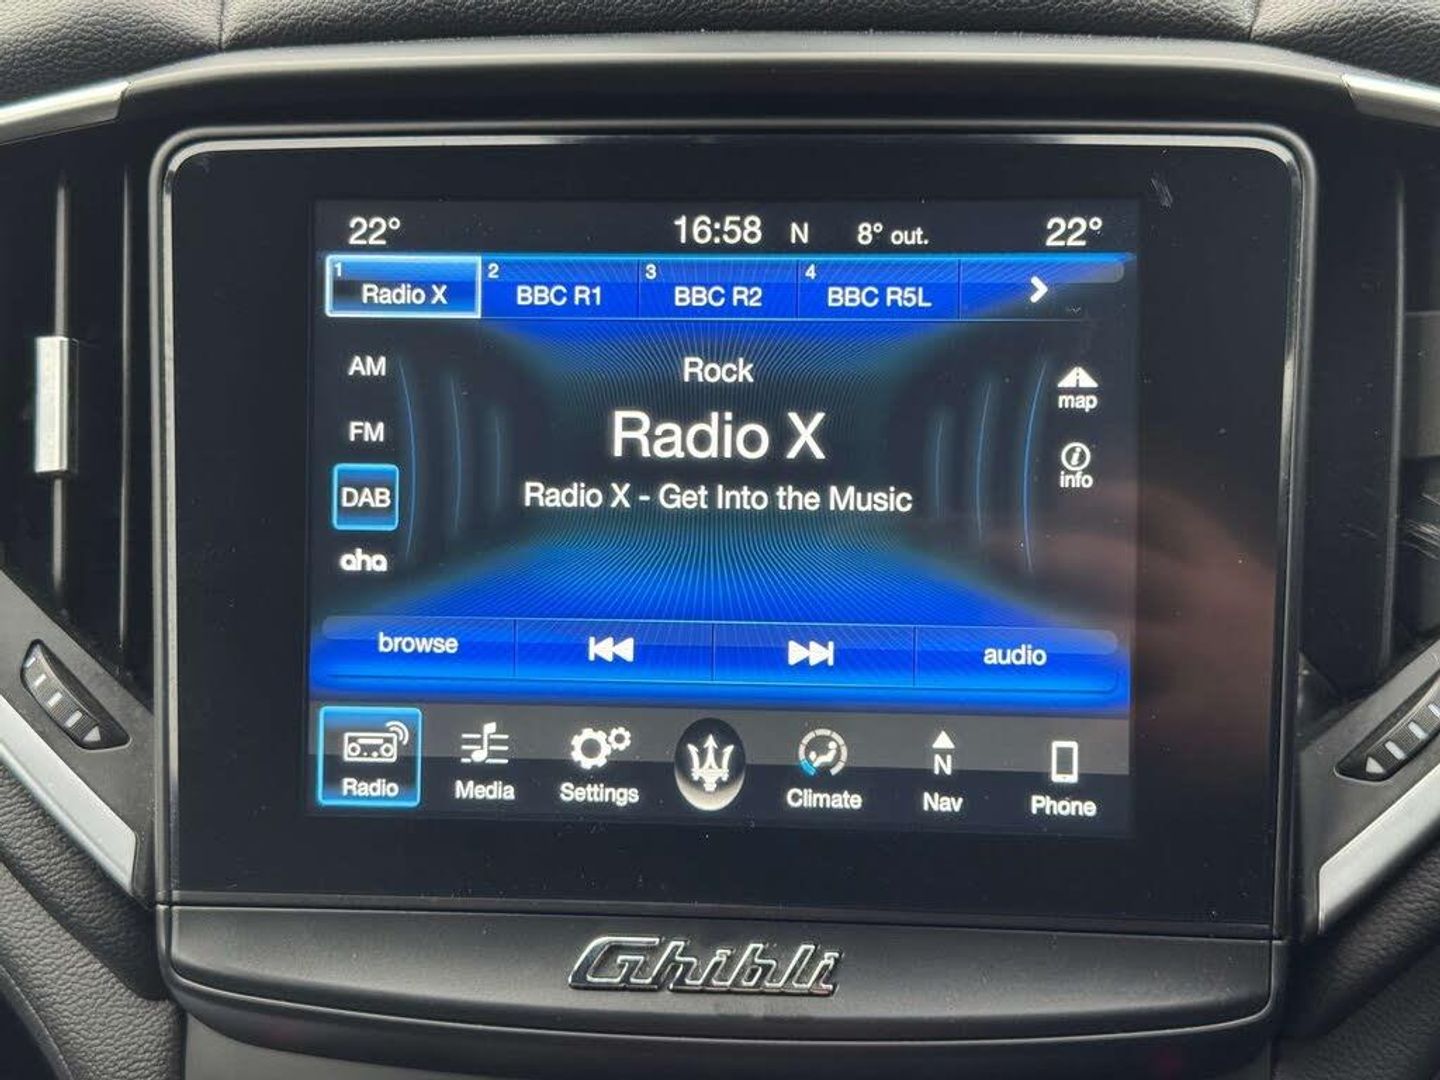 22° 16:58 N 8° out. 22°
1 Radio X 2 BBC R1 3 BBC R2 4 BBC R5L
AM
FM
DAB
aha
Rock
Radio X
Radio X - Get Into the Music
map
info
browse audio
Radio Media Settings Climate N Nav Phone
Ghibli